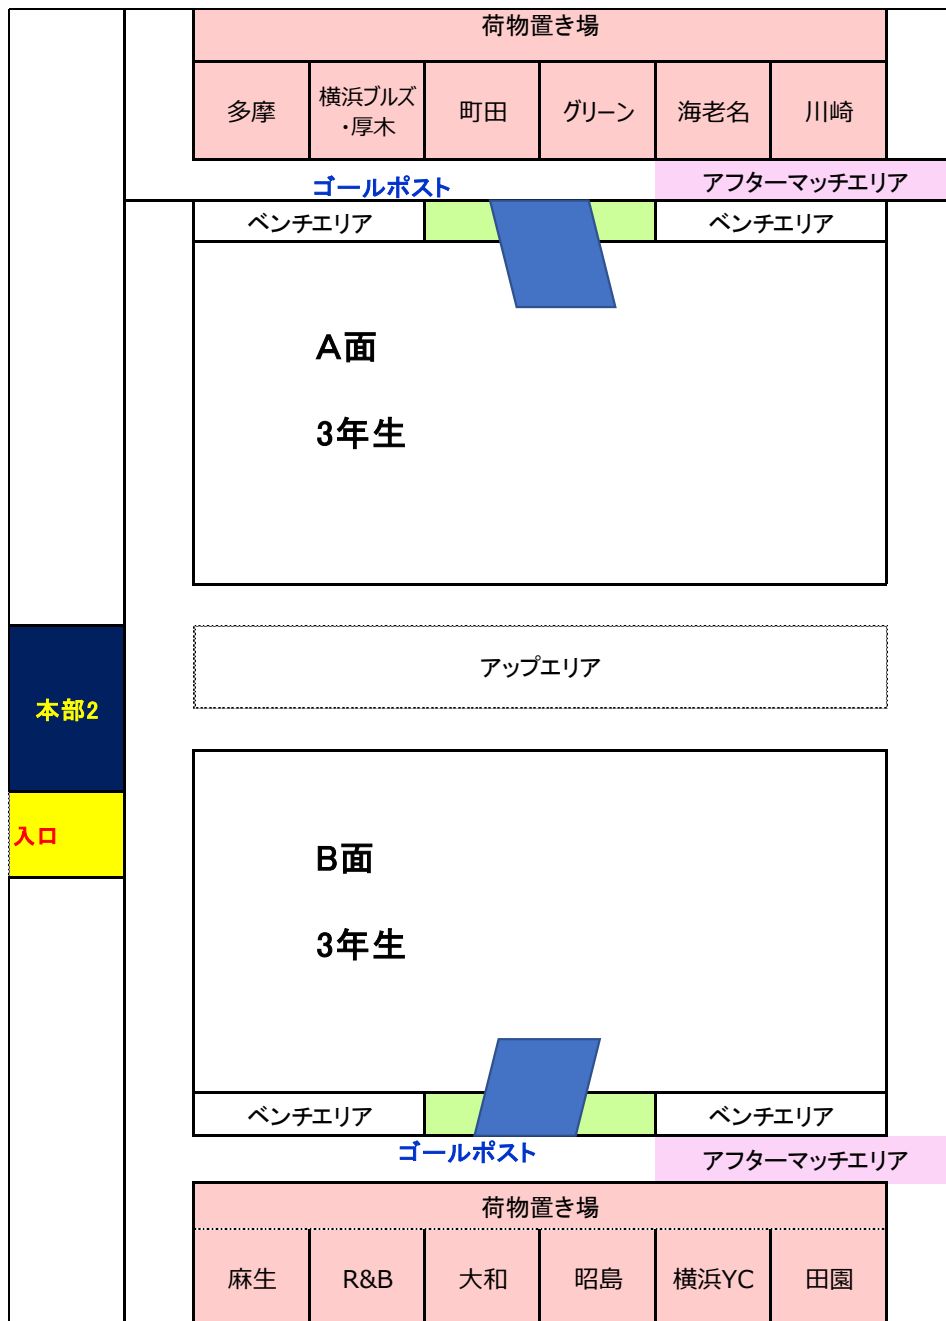 荷物置き場
多摩
横浜ブルズ
・厚木
町田
グリーン
海老名
川崎
ゴールポスト
アフターマッチエリア
ベンチエリア
ベンチエリア
A面
3年生
アップエリア
本部2
入口
B面
3年生
ベンチエリア
ベンチエリア
ゴールポスト
アフターマッチエリア
荷物置き場
麻生
R&B
大和
昭島
横浜YC
田園